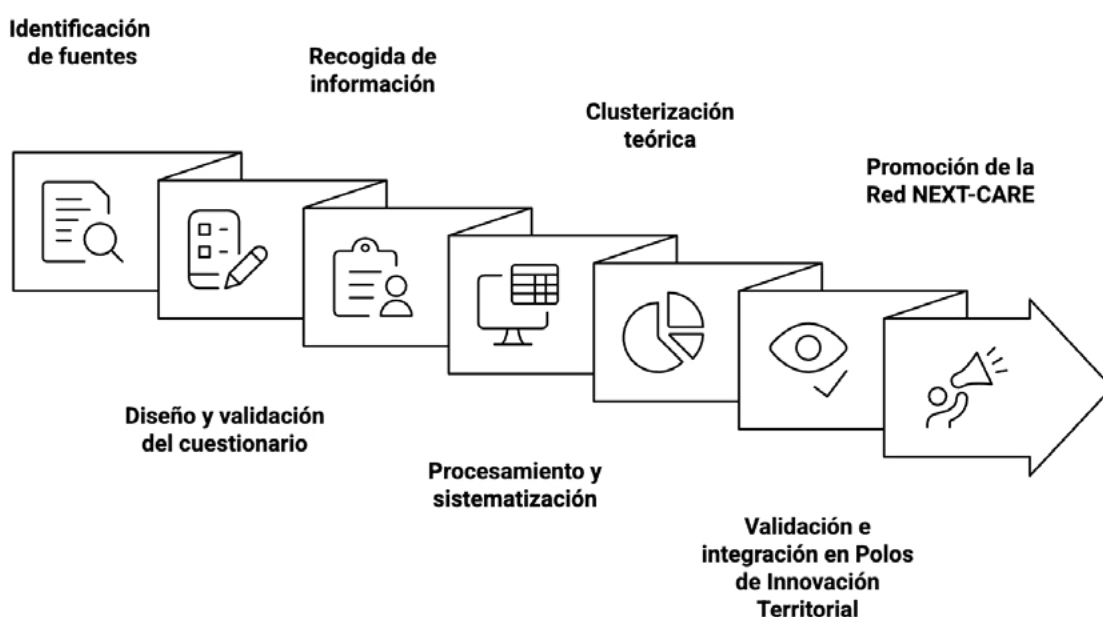 Identificación
de fuentes
Recogida de
información
Clusterización
teórica
Promoción de la
Red NEXT-CARE
Diseño y validación
del cuestionario
Procesamiento y
sistematización
Validación e
integración en Polos
de Innovación
Territorial